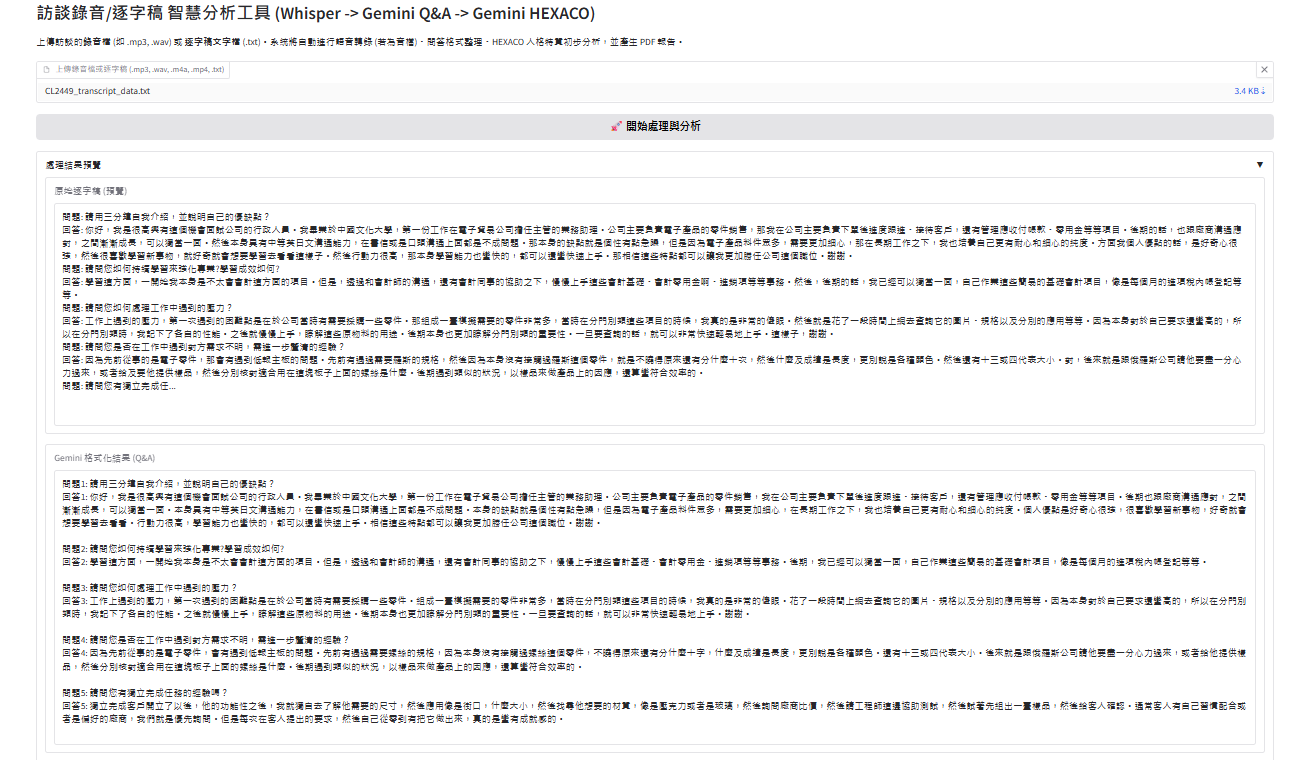 訪談錄音/逐字稿 智慧分析工具 (Whisper -> Gemini Q&A -> Gemini HEXACO)
上傳訪談的錄音檔 (如 .mp3, .wav) 或 逐字稿文字檔 (.txt)。系統將自動進行語音轉錄 (若為音檔)、問答格式整理、HEXACO 人格特質初步分析，並產生 PDF 報告。
上傳錄音檔或逐字稿 (.mp3, .wav, .m4a, .mp4, .txt)
CL2449_transcript_data.txt
3.4 KB ↓
🚀 開始處理與分析
處理結果預覽
原始逐字稿 (預覽)
問題: 請用三分鐘自我介紹，並說明自己的優缺點？
回答: 你好，我是很高興有這個機會面試公司的行政人員。我畢業於中國文化大學，第一份工作在電子貿易公司擔任主管的業務助理。公司主要負責電子產品的零件銷售，那我在公司主要負責下單後進度跟進、接待客戶，還有管理應收付帳款、零用金等等項目。後期的話，也跟廠商溝通應
對，之間漸漸成長，可以獨當一面。然後本身具有中等英日文溝通能力，在書信或是口頭溝通上面都是不成問題。那本身的缺點就是個性有點急躁，但是因為電子產品料件眾多，需要更加細心，那在長期工作之下，我也培養自己更有耐心和細心的純度。方面我個人優點的話，是好奇心很
強，然後很喜歡學習新事物，就好奇就會想要學習去看看這樣子。然後行動力很高，那本身學習能力也蠻快的，都可以還蠻快速上手。那相信這些特點都可以讓我更加勝任公司這個職位。謝謝。
問題: 請問您如何持續學習來強化專業?學習成效如何?
回答: 學習這方面，一開始我本身是不太會會計這方面的項目。但是，透過和會計師的溝通，還有會計同事的協助之下，慢慢上手這些會計基礎、會計零用金啊、進銷項等等事務。然後，後期的話，我已經可以獨當一面，自己作業這些簡易的基礎會計項目，像是每個月的進項稅內帳登記等
等。
問題: 請問您如何處理工作中遇到的壓力？
回答: 工作上遇到的壓力，第一次遇到的困難點是在於公司當時有需要採購一些零件。那組成一臺模擬需要的零件非常多，當時在分門別類這些項目的時候，我真的是非常的傻眼。然後就是花了一段時間上網去查詢它的圖片、規格以及分別的應用等等。因為本身對於自己要求還蠻高的，所
以在分門別類時，我記下了各自的性能。之後就慢慢上手，瞭解這些原物料的用途。後期本身也更加瞭解分門別類的重要性。一旦要查詢的話，就可以非常快速輕易地上手。這樣子，謝謝。
問題: 請問您是否在工作中遇到對方需求不明，需進一步釐清的經驗？
回答: 因為先前從事的是電子零件，那會有遇到低報主板的問題。先前有遇過需要羅斯的規格，然後因為本身沒有接觸過羅斯這個零件，就是不曉得原來還有分什麼十次，然後什麼及成墻是長度，更別說是各種顏色。然後還有十三或四代表大小。對，後來就是跟俊羅斯公司請他要盡一分心
力過來，或者給及要他提供樣品，然後分別核對適合用在這塊板子上面的螺絲是什麼。後期遇到類似的狀況，以樣品來做產品上的因應，還算蠻符合效率的。
問題: 請問您有獨立完成任...
Gemini 格式化結果 (Q&A)
問題1: 請用三分鐘自我介紹，並說明自己的優缺點？
回答1: 你好，我是很高興有這個機會面試公司的行政人員。我畢業於中國文化大學，第一份工作在電子貿易公司擔任主管的業務助理。公司主要負責電子產品的零件銷售，我在公司主要負責下單後進度跟進、接待客戶，還有管理應收付帳款、零用金等等項目。後期也跟廠商溝通應對，之間
漸漸成長，可以獨當一面。本身具有中等英日文溝通能力，在書信或是口頭溝通上面都是不成問題。本身的缺點就是個性有點急躁，但是因為電子產品料件眾多，需要更加細心，在長期工作之下，我也培養自己更有耐心和細心的純度。個人優點是好奇心很強，很喜歡學習新事物，好奇就會
想要學習去看看。行動力很高，學習能力也蠻快的，都可以還蠻快速上手。相信這些特點都可以讓我更加勝任公司這個職位。謝謝。
問題2: 請問您如何持續學習來強化專業?學習成效如何?
回答2: 學習這方面，一開始我本身是不太會會計這方面的項目。但是，透過和會計師的溝通，還有會計同事的協助之下，慢慢上手這些會計基礎、會計零用金、進銷項等等事務。後期，我已經可以獨當一面，自己作業這些簡易的基礎會計項目，像是每個月的進項稅內帳登記等等。
問題3: 請問您如何處理工作中遇到的壓力？
回答3: 工作上遇到的壓力，第一次遇到的困難點是在於公司當時有需要採購一些零件。組成一臺模擬需要的零件非常多，當時在分門別類這些項目的時候，我真的是非常的傻眼。花了一段時間上網去查詢它的圖片、規格以及分別的應用等等。因為本身對於自己要求還蠻高的，所以在分門別
類時，我記下了各自的性能。之後就慢慢上手，瞭解這些原物料的用途。後期本身也更加瞭解分門別類的重要性。一旦要查詢的話，就可以非常快速輕易地上手。謝謝。
問題4: 請問您是否在工作中遇到對方需求不明，需進一步釐清的經驗？
回答4: 因為先前從事的是電子零件，會有遇到低報主板的問題。先前有遇過需要螺絲的規格，因為本身沒有接觸過螺絲這個零件，不曉得原來還有分什麼十字，什麼及成墻是長度，更別說是各種顏色。還有十三或四代表大小。後來就是跟俊羅斯公司請他要盡一分心力過來，或者給他提供樣
品，然後分別核對適合用在這塊板子上面的螺絲是什麼。後期遇到類似的狀況，以樣品來做產品上的因應，還算蠻符合效率的。
問題5: 請問您有獨立完成任務的經驗嗎？
回答5: 獨立完成客戶開立了以後，他的功能性之後，我就獨自去了解他需要的尺寸，然後應用像是街口，什麼大小，然後找尋他想要的材質，像是壓克力或者是玻璃，然後詢問廠商比價，然後請工程師這邊協助測試，然後試著先組出一臺樣品，然後給客人確認。通常客人有自己習慣配合或
者是偏好的廠商，我們就是優先詢問。但是每次在客人提出的要求，然後自己從零到有把它做出來，真的是蠻有成就感的。